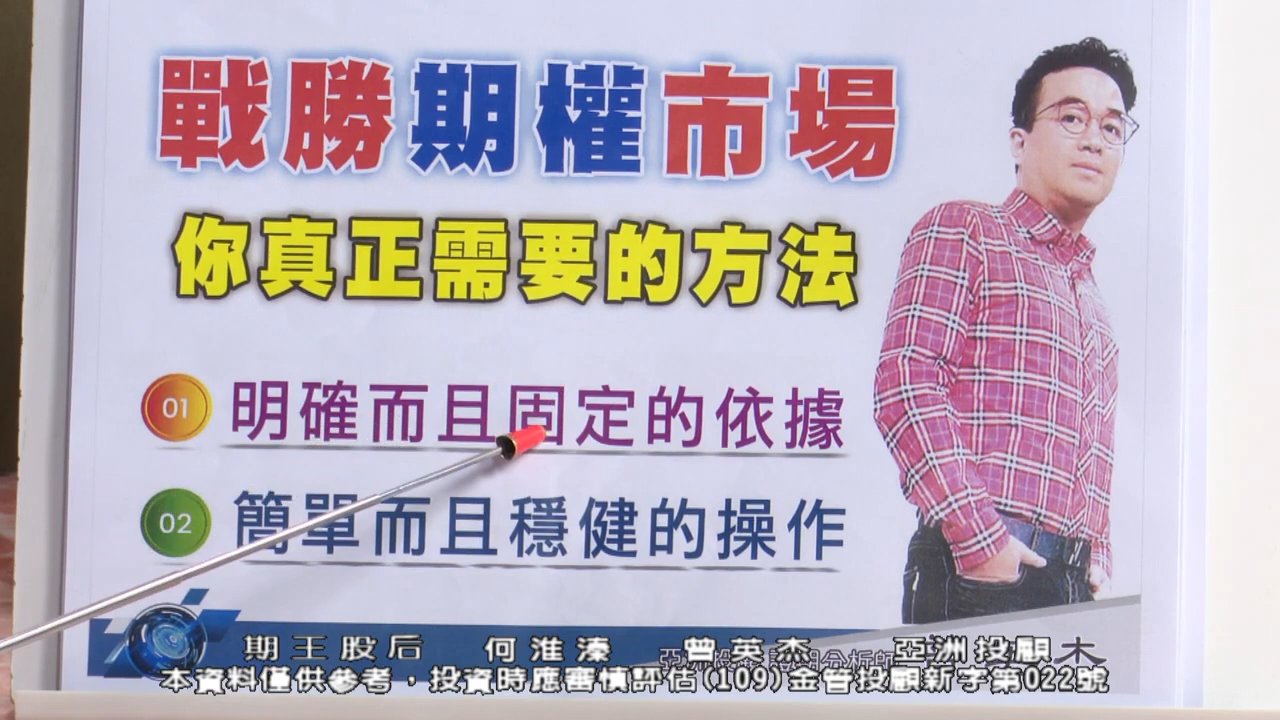 戰勝期權市場
你真正需要的方法
01 明確而且固定的依據
02 簡單而且穩健的操作
期王股后 何淮溱 曾英杰 亞洲投顧
本資料僅供參考,投資時應審慎評估(109)金管投顧新字第022號